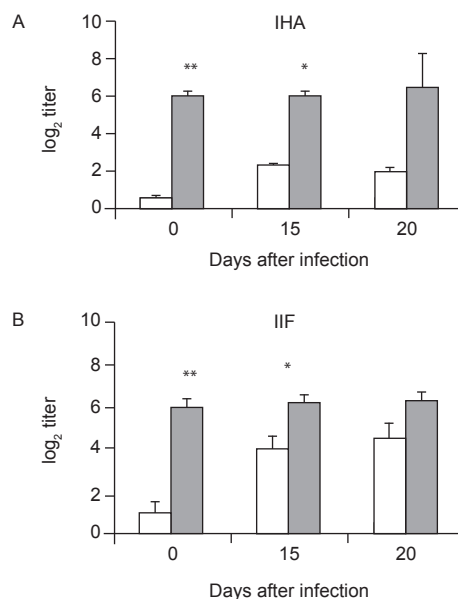 A
IHA
10
8
**
*
6
log₂ titer
4
2
0
0 15 20
Days after infection
B
IIF
10
8
**
*
6
log₂ titer
4
2
0
0 15 20
Days after infection